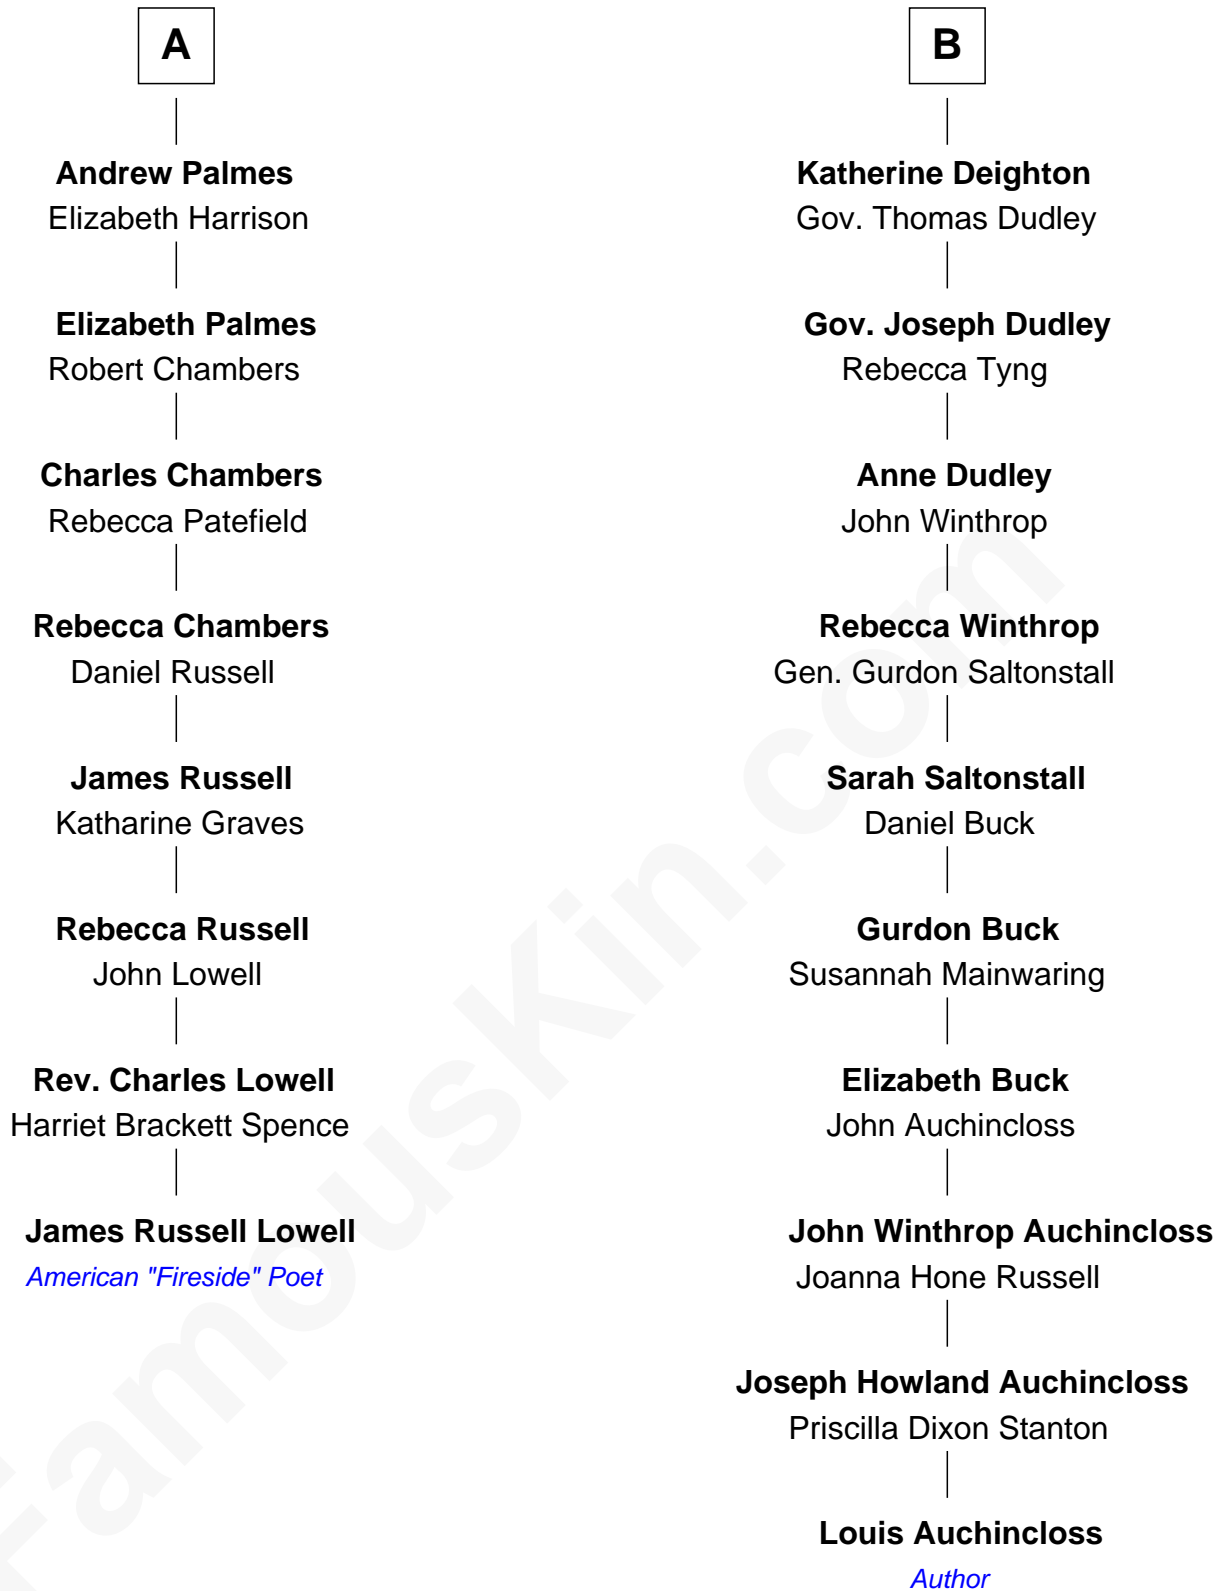 A
Andrew Palmes
Elizabeth Harrison
Elizabeth Palmes
Robert Chambers
Charles Chambers
Rebecca Patefield
Rebecca Chambers
Daniel Russell
James Russell
Katharine Graves
Rebecca Russell
John Lowell
Rev. Charles Lowell
Harriet Brackett Spence
James Russell Lowell
American "Fireside" Poet
B
Katherine Deighton
Gov. Thomas Dudley
Gov. Joseph Dudley
Rebecca Tyng
Anne Dudley
John Winthrop
Rebecca Winthrop
Gen. Gurdon Saltonstall
Sarah Saltonstall
Daniel Buck
Gurdon Buck
Susannah Mainwaring
Elizabeth Buck
John Auchincloss
John Winthrop Auchincloss
Joanna Hone Russell
Joseph Howland Auchincloss
Priscilla Dixon Stanton
Louis Auchincloss
Author
FamousKin.com